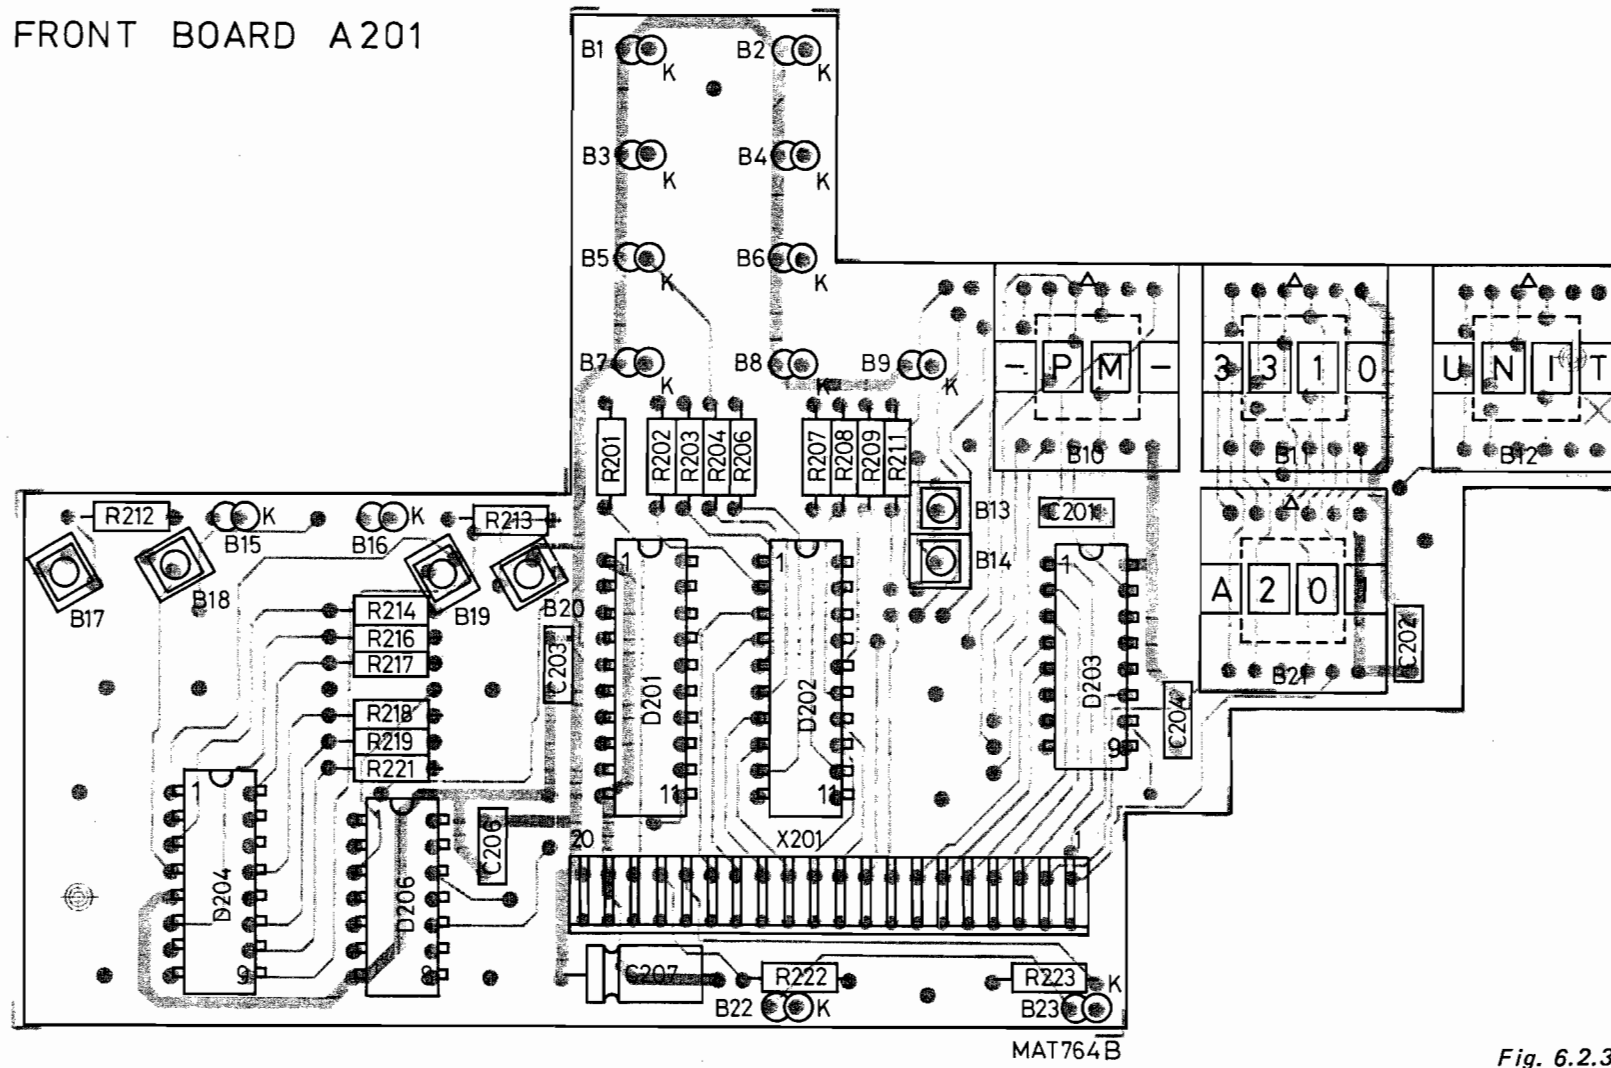 FRONT BOARD A201
B1 K B2 K
B3 K B4 K
B5 K B6 K
B7 K B8 K B9 K
- P M - 3 3 1 0 U N I T
R201 R202 R203 R204 R206 R207 R208 R209 R211
B10 B11 B12
R212 B15 K B16 K R213
B13 C201
B14
B17 B18 B19 B20
A 2 0
R214
R216
R217
R218
R219
R221
C203 1 D201 11
1 D202 11
1 D203 9
C204 B21 C202
1 D204 9
D206 8
C206
20 X201 1
C207 R222 R223 K
B22 K B23
MAT764B
Fig. 6.2.3